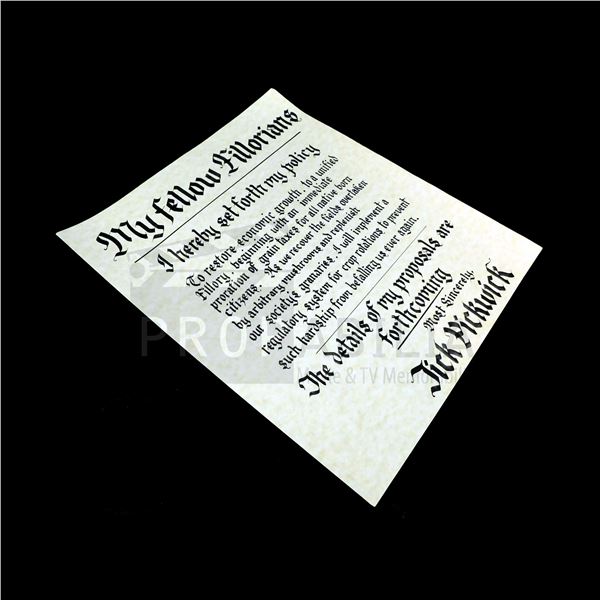 My fellow Fillorians
I hereby set forth my policy
To restore economic growth, to a unified
Fillory, beginning with an immediate
proration of grain taxes for all native born
citizens. As we recover the fields overtaken
by arbitrary mushrooms and replenish
our societys granaries, I will implement a
regulatory system for crop rotations to prevent
such hardship from befalling us ever again.
The details of my proposals are
forthcoming
Most Sincerely,
Tick Pickwick
PROPABILIA
Movie & TV Memorabilia